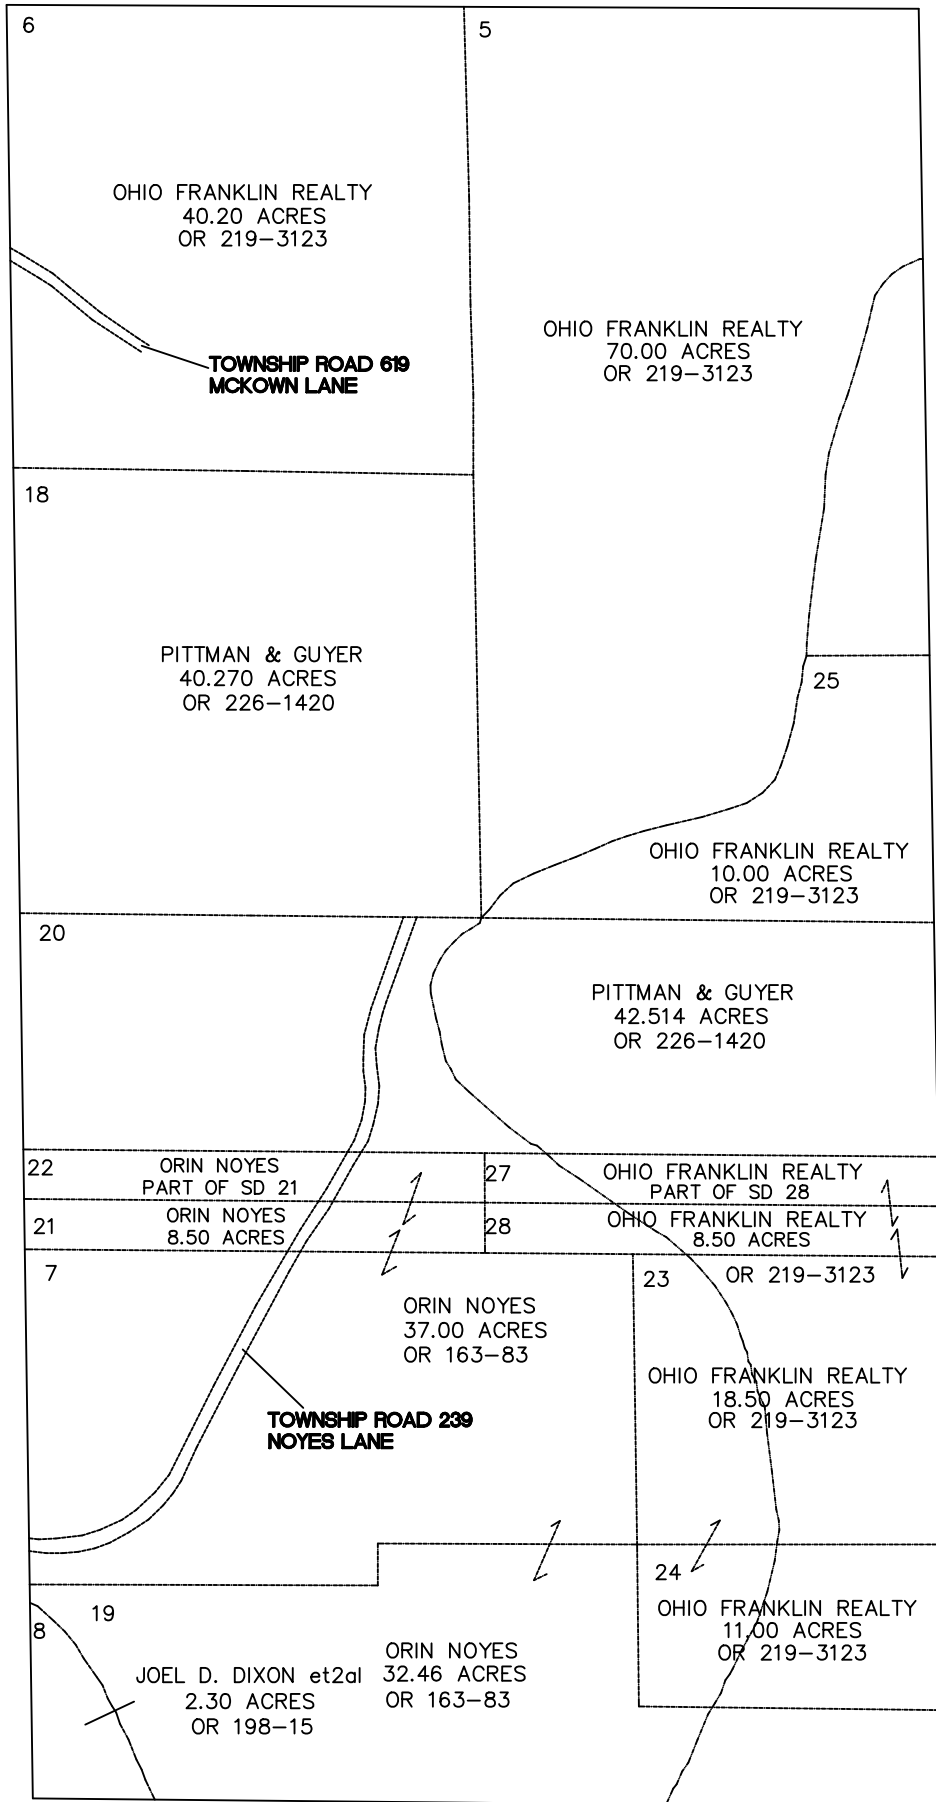 6
5
OHIO FRANKLIN REALTY
40.20 ACRES
OR 219-3123
OHIO FRANKLIN REALTY
70.00 ACRES
OR 219-3123
TOWNSHIP ROAD 619
MCKOWN LANE
18
PITTMAN & GUYER
40.270 ACRES
OR 226-1420
25
OHIO FRANKLIN REALTY
10.00 ACRES
OR 219-3123
20
PITTMAN & GUYER
42.514 ACRES
OR 226-1420
22
ORIN NOYES
PART OF SD 21
27
OHIO FRANKLIN REALTY
PART OF SD 28
21
ORIN NOYES
8.50 ACRES
28
OHIO FRANKLIN REALTY
8.50 ACRES
OR 219-3123
7
23
ORIN NOYES
37.00 ACRES
OR 163-83
OHIO FRANKLIN REALTY
18.50 ACRES
OR 219-3123
TOWNSHIP ROAD 239
NOYES LANE
24
OHIO FRANKLIN REALTY
11.00 ACRES
OR 219-3123
19
8
JOEL D. DIXON et2al
2.30 ACRES
OR 198-15
ORIN NOYES
32.46 ACRES
OR 163-83